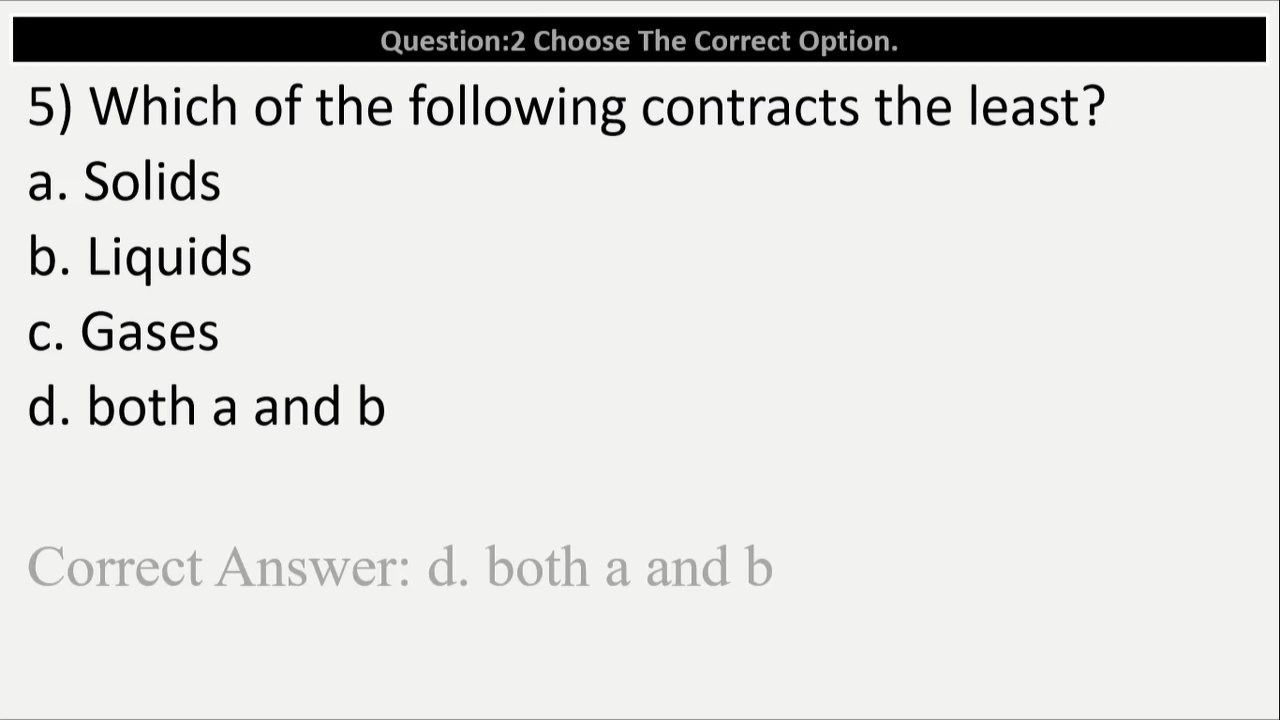 Question:2 Choose The Correct Option.
5) Which of the following contracts the least?
a. Solids
b. Liquids
c. Gases
d. both a and b
Correct Answer: d. both a and b